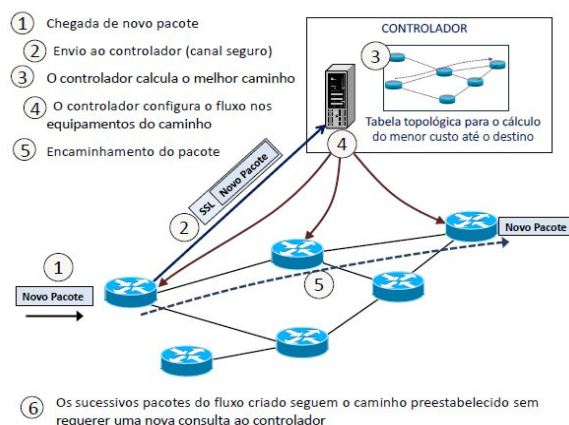 1 Chegada de novo pacote
2 Envio ao controlador (canal seguro)
3 O controlador calcula o melhor caminho
4 O controlador configura o fluxo nos
equipamentos do caminho
5 Encaminhamento do pacote
CONTROLADOR
3
Tabela topológica para o cálculo
do menor custo até o destino
4
SSL Novo Pacote
2
1
Novo Pacote
5
Novo Pacote
6 Os sucessivos pacotes do fluxo criado seguem o caminho preestabelecido sem
requerer uma nova consulta ao controlador